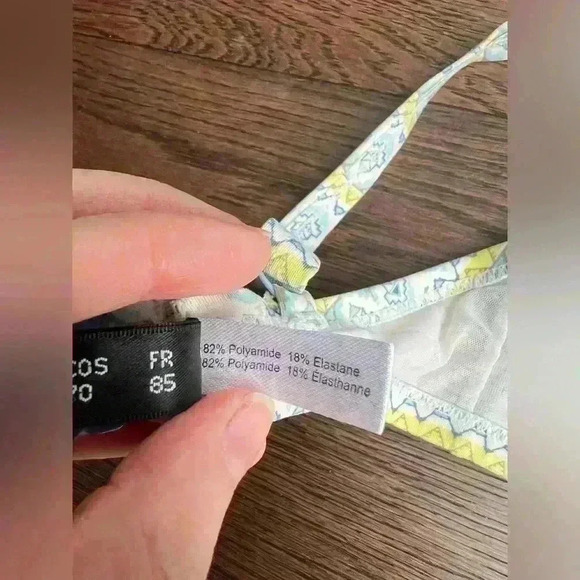 COS FR
70 85
82% Polyamide 18% Elastane
82% Polyamide 18% Élasthanne